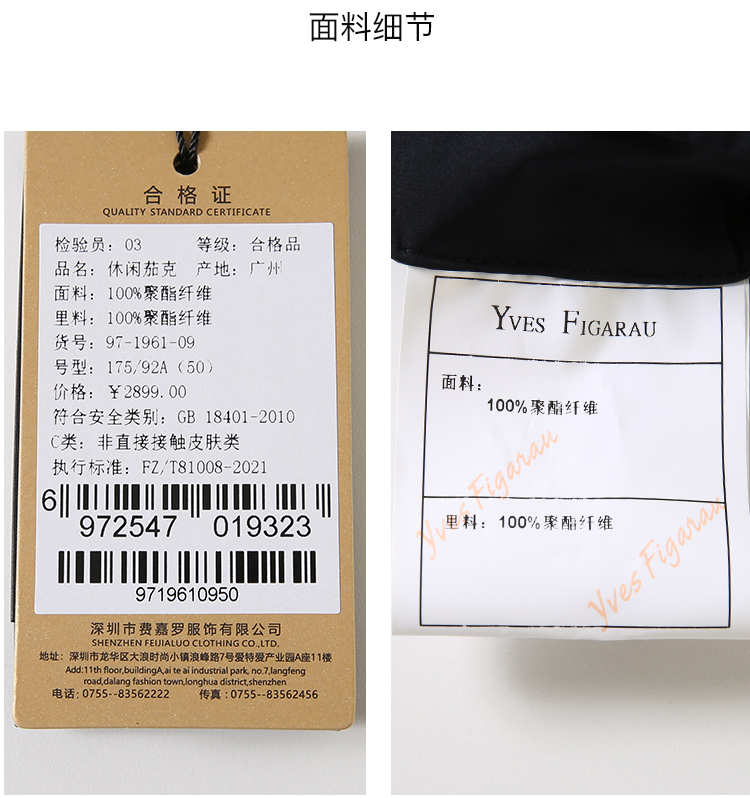 面料细节
合格证
QUALITY STANDARD CERTIFICATE
检验员：03 等级：合格品
品名：休闲茄克 产地：广州
面料：100%聚酯纤维
里料：100%聚酯纤维
货号：97-1961-09
号型：175/92A（50）
价格：￥2899.00
符合安全类别：GB 18401-2010
C类：非直接接触皮肤类
执行标准：FZ/T81008-2021
6 972547 019323
9719610950
深圳市费嘉罗服饰有限公司
SHENZHEN FEIJIALUO CLOTHING CO.,LTD.
地址：深圳市龙华区大浪时尚小镇浪峰路7号爱特爱产业园A座11楼
Add:11th floor,buildingA,ai te ai industrial park, no.7,langfeng
road,dalang fashion town,longhua district,shenzhen
电话：0755--83562222 传真：0755-83562456
YVES FIGARAU
面料：
100%聚酯纤维
里料：100%聚酯纤维
Yves Figarau
Yves Figarau